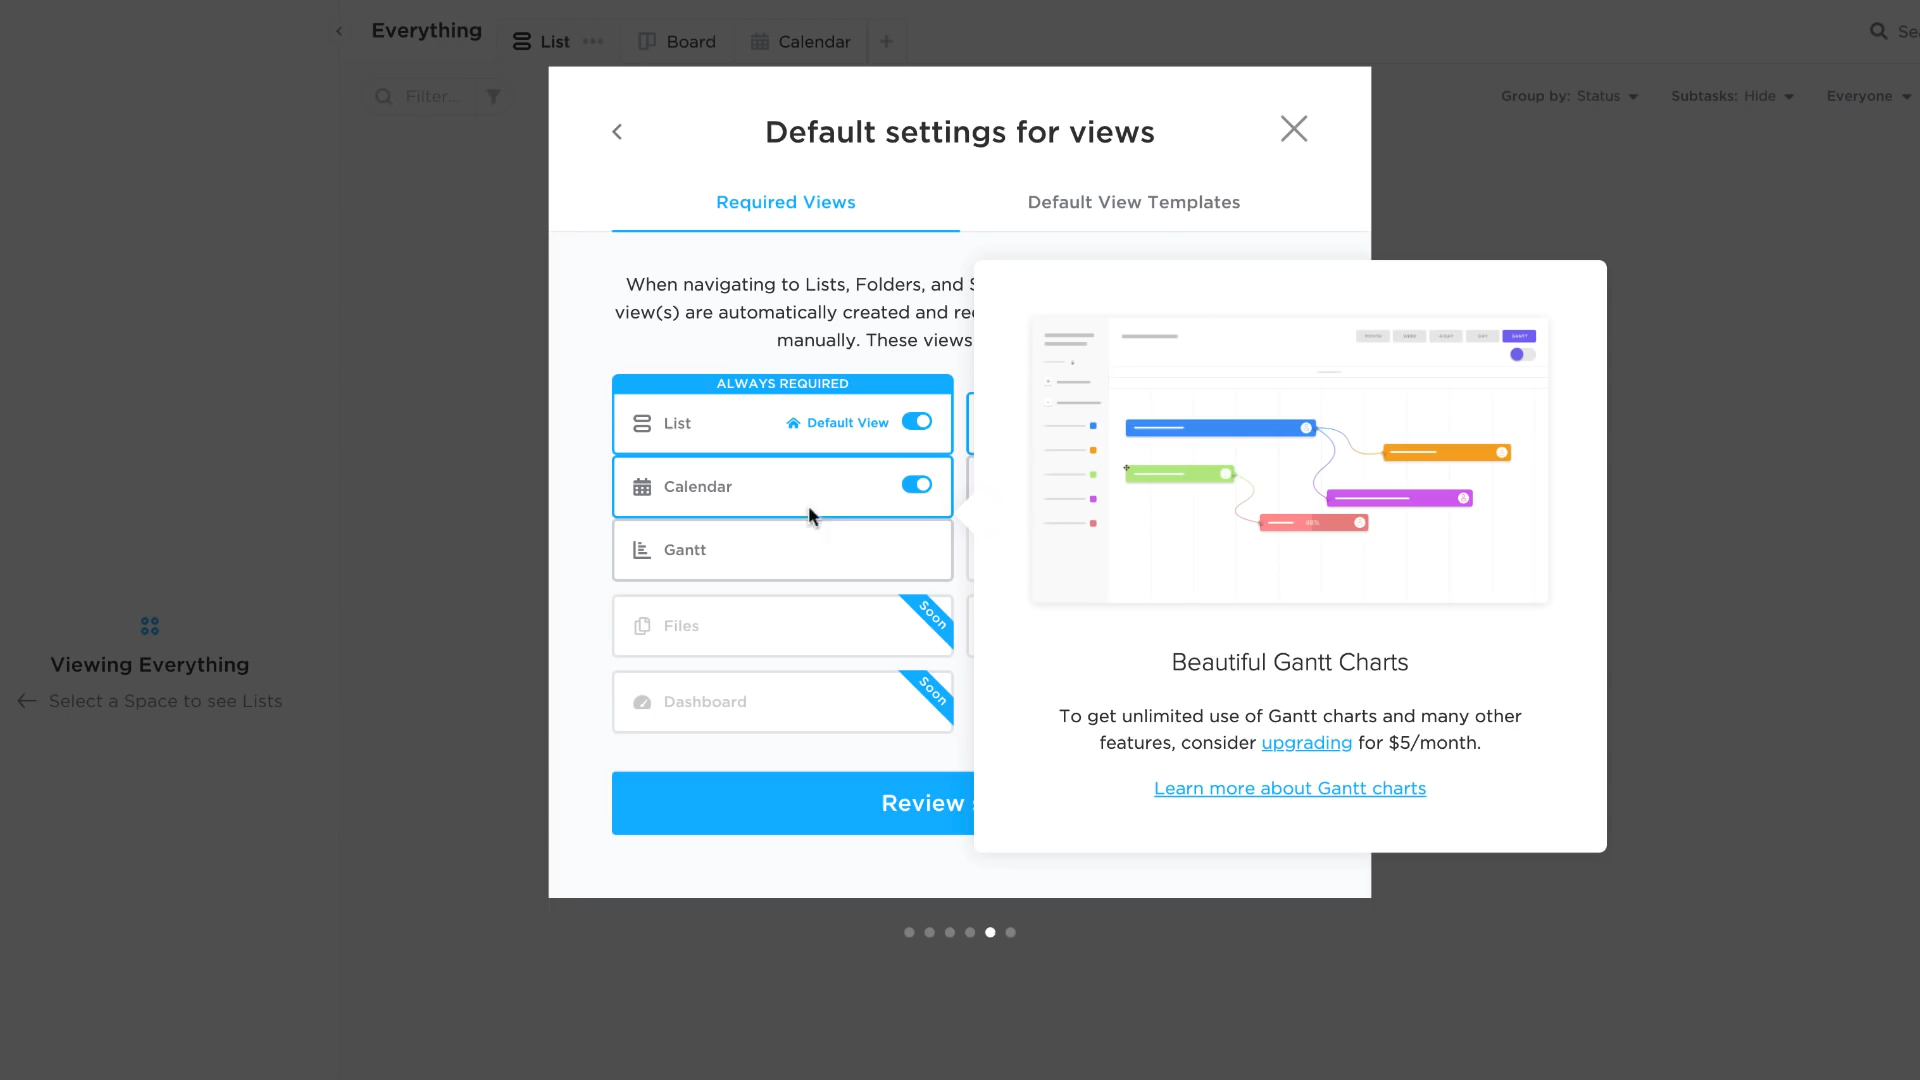 Everything
List
Board
Calendar
Filter...
Group by: Status
Subtasks: Hide
Everyone
Default settings for views
Required Views
Default View Templates
When navigating to Lists, Folders, and
view(s) are automatically created and
manually. These views
ALWAYS REQUIRED
List
Default View
Calendar
Gantt
Files
Soon
Dashboard
Soon
Review
Beautiful Gantt Charts
To get unlimited use of Gantt charts and many other
features, consider upgrading for $5/month.
Learn more about Gantt charts
Viewing Everything
Select a Space to see Lists